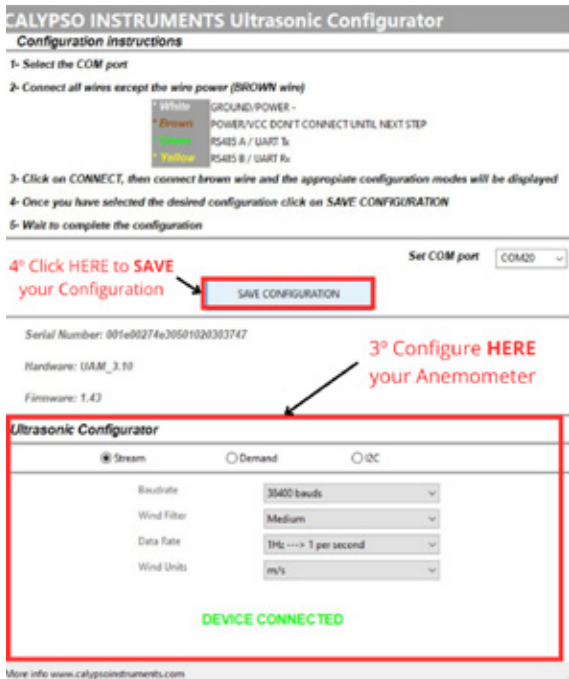 CALYPSO INSTRUMENTS Ultrasonic Configurator
Configuration instructions
1- Select the COM port
2- Connect all wires except the wire power (BROWN wire)
* White GROUND/POWER -
* Brown POWER/VCC DON'T CONNECT UNTIL NEXT STEP
* Green RS485 A / UART Tx
* Yellow RS485 B / UART Rx
3- Click on CONNECT, then connect brown wire and the appropiate configuration modes will be displayed
4- Once you have selected the desired configuration click on SAVE CONFIGURATION
5- Wait to complete the configuration
Set COM port COM20
4º Click HERE to SAVE
your Configuration
SAVE CONFIGURATION
Serial Number: 001e00274e30501020303747
3º Configure HERE
your Anemometer
Hardware: UAM_3.10
Firmware: 1.43
Ultrasonic Configurator
Stream Demand I2C
Baudrate 38400 bauds
Wind Filter Medium
Data Rate 1Hz ---> 1 per second
Wind Units m/s
DEVICE CONNECTED
More info www.calypsoinstruments.com